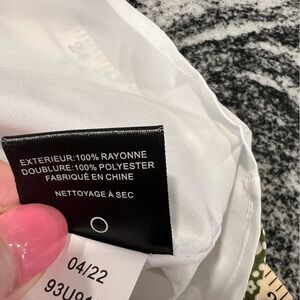 EXTERIEUR:100% RAYONNE
DOUBLURE:100% POLYESTER
FABRIQUÉ EN CHINE
NETTOYAGE À SEC
04/22